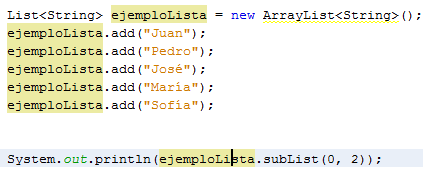 List<String> ejemploLista = new ArrayList<String>();
ejemploLista.add("Juan");
ejemploLista.add("Pedro");
ejemploLista.add("José");
ejemploLista.add("María");
ejemploLista.add("Sofía");
System.out.println(ejemploLista.subList(0, 2));